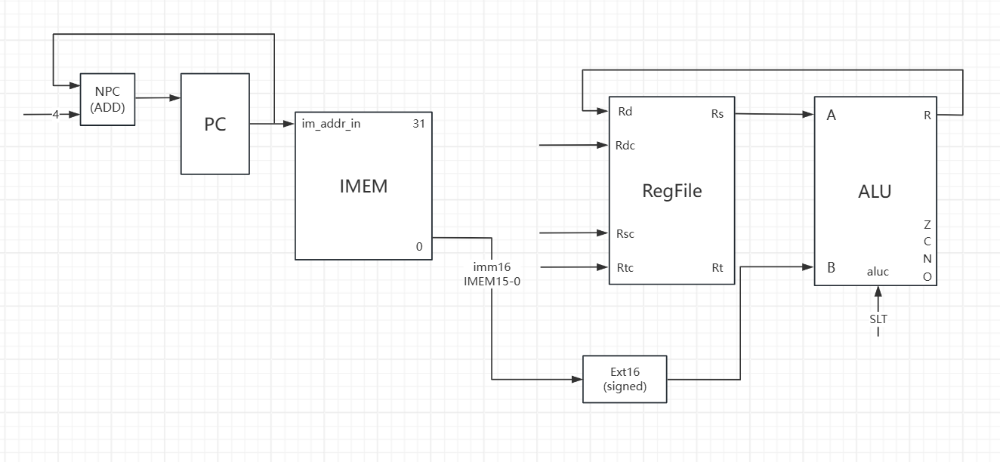 NPC
(ADD)
4
PC
im_addr_in
31
IMEM
0
imm16
IMEM15-0
Rd
Rs
Rdc
RegFile
Rsc
Rtc
Rt
A
R
ALU
Z
C
N
O
B
aluc
SLT
Ext16
(signed)